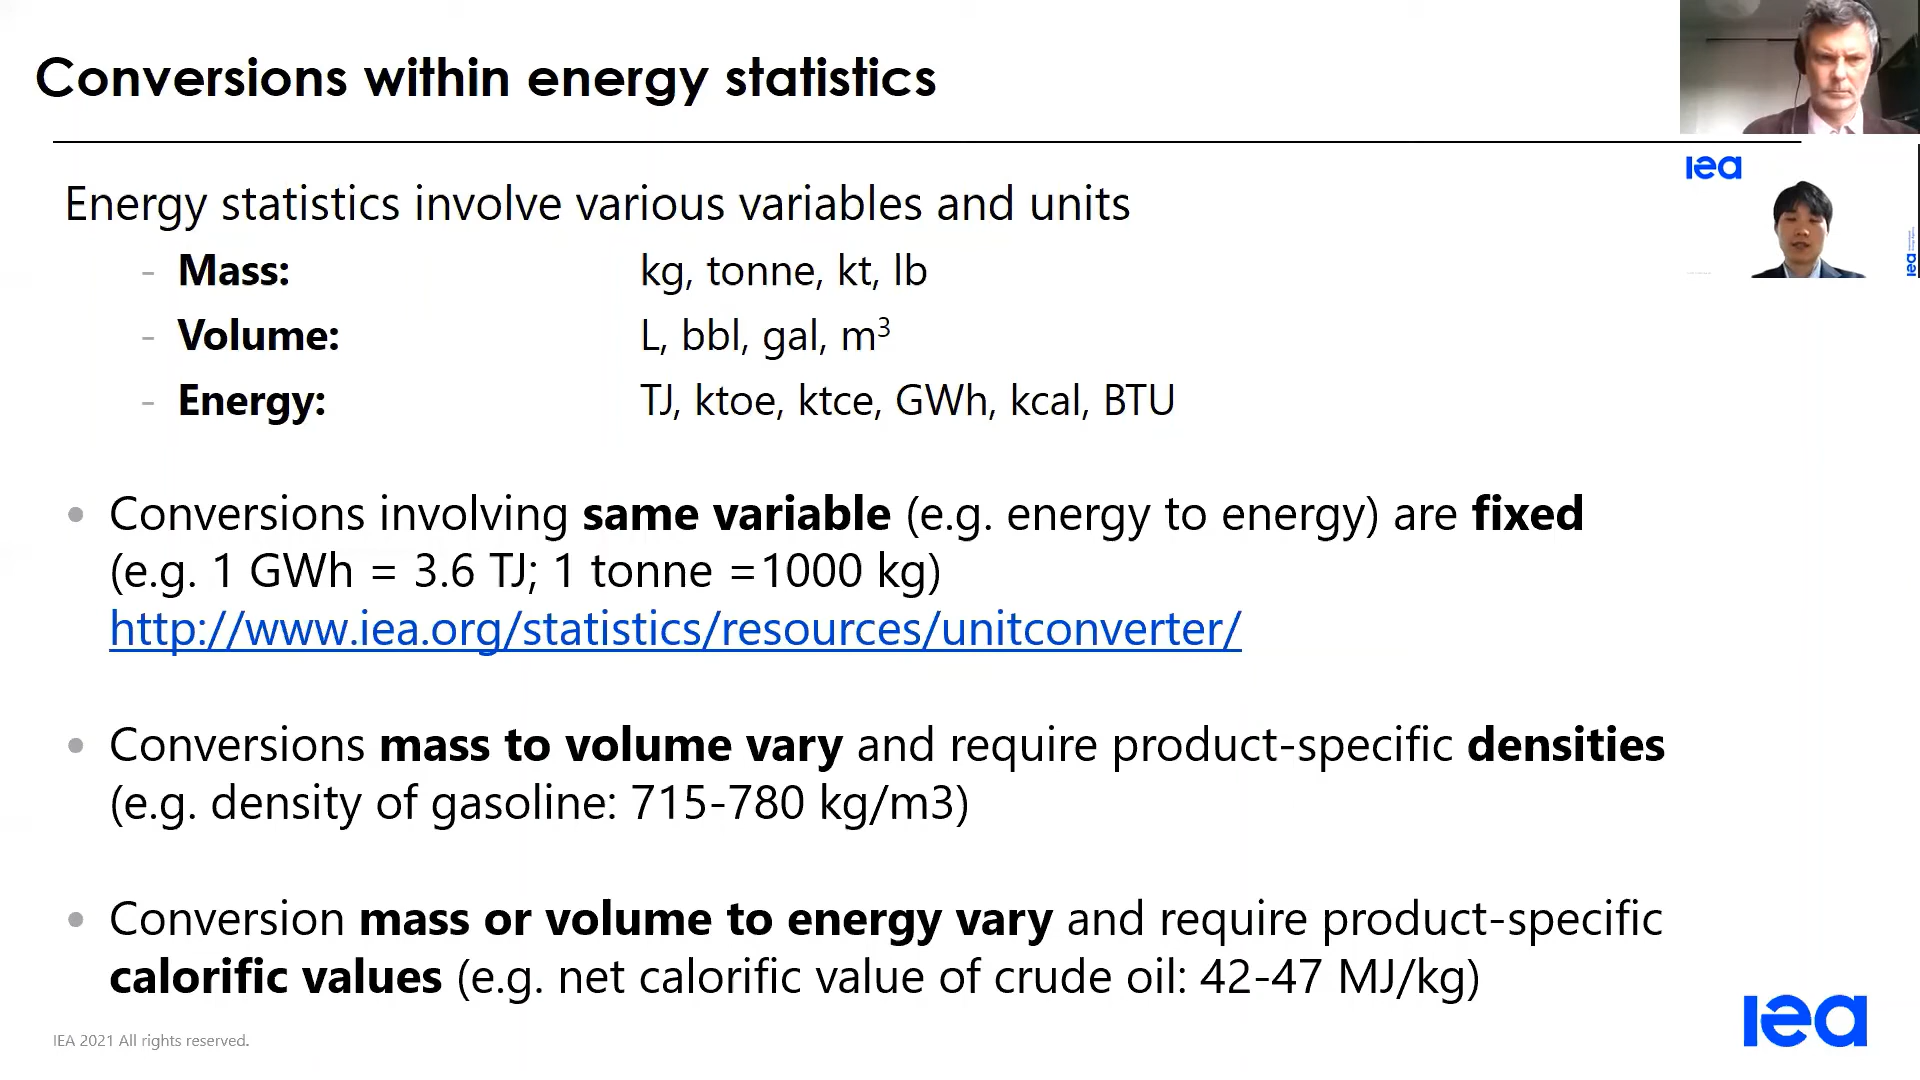 Conversions within energy statistics
iea
Energy statistics involve various variables and units
- Mass: kg, tonne, kt, lb
- Volume: L, bbl, gal, m³
- Energy: TJ, ktoe, ktce, GWh, kcal, BTU
• Conversions involving same variable (e.g. energy to energy) are fixed
(e.g. 1 GWh = 3.6 TJ; 1 tonne =1000 kg)
http://www.iea.org/statistics/resources/unitconverter/
• Conversions mass to volume vary and require product-specific densities
(e.g. density of gasoline: 715-780 kg/m3)
• Conversion mass or volume to energy vary and require product-specific
calorific values (e.g. net calorific value of crude oil: 42-47 MJ/kg)
IEA 2021 All rights reserved.
iea
iea